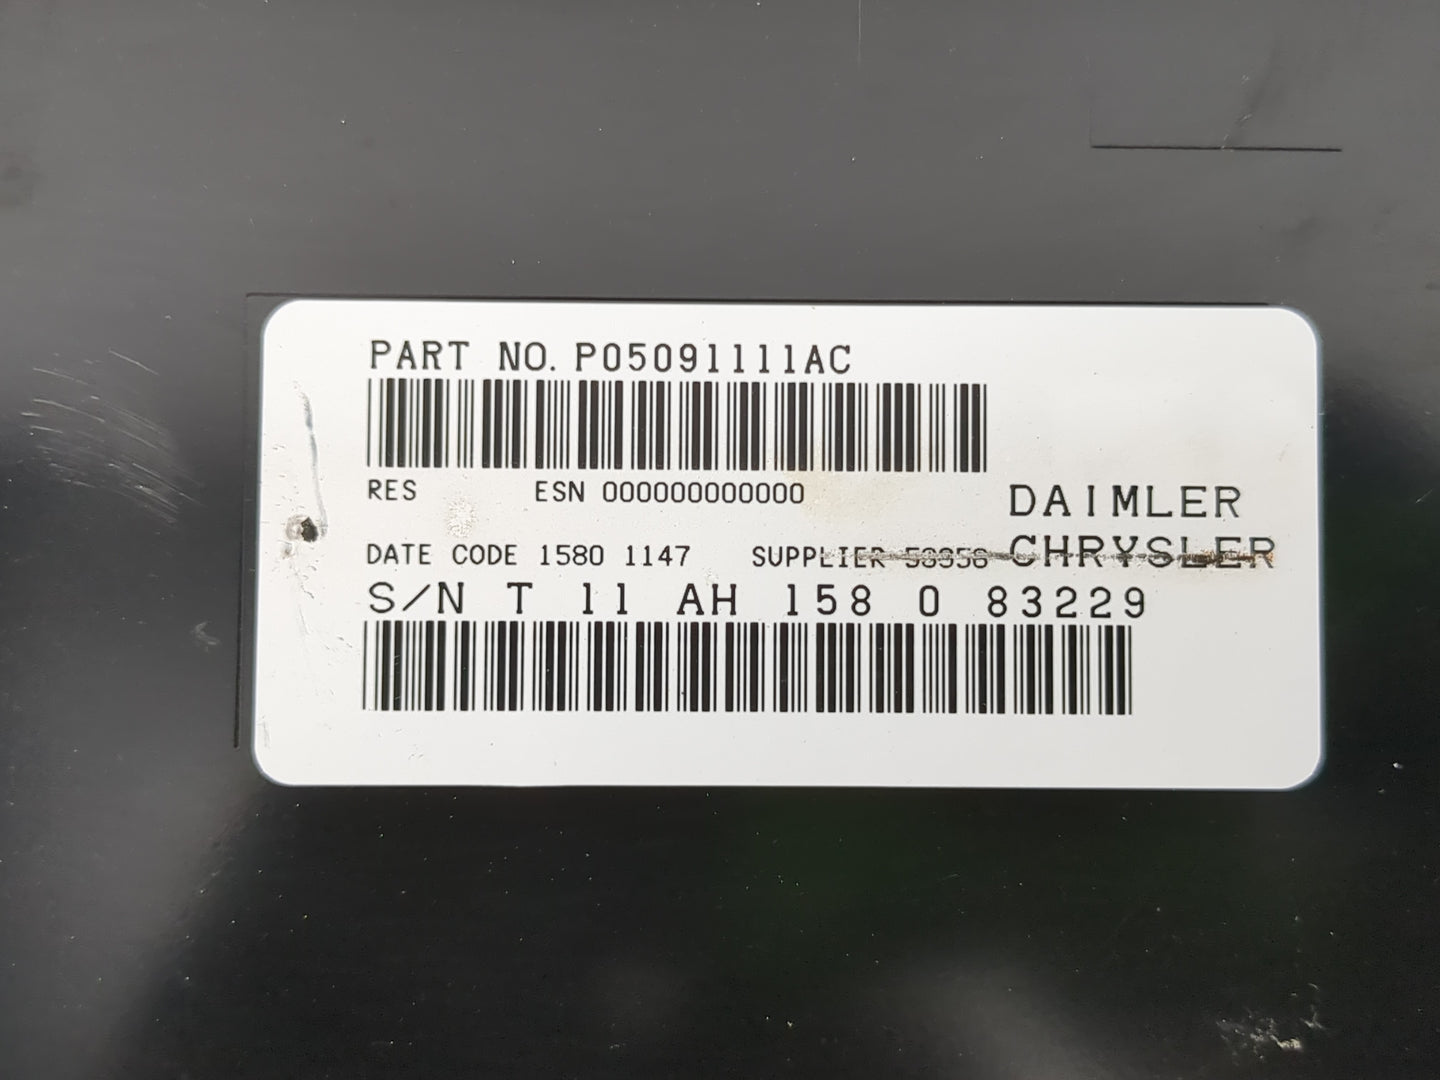 PART NO. P05091111AC
RES ESN 000000000000
DAIMLER
CHRYSLER
DATE CODE 1580 1147 SUPPLIER
S/N T 11 AH 158 0 83229